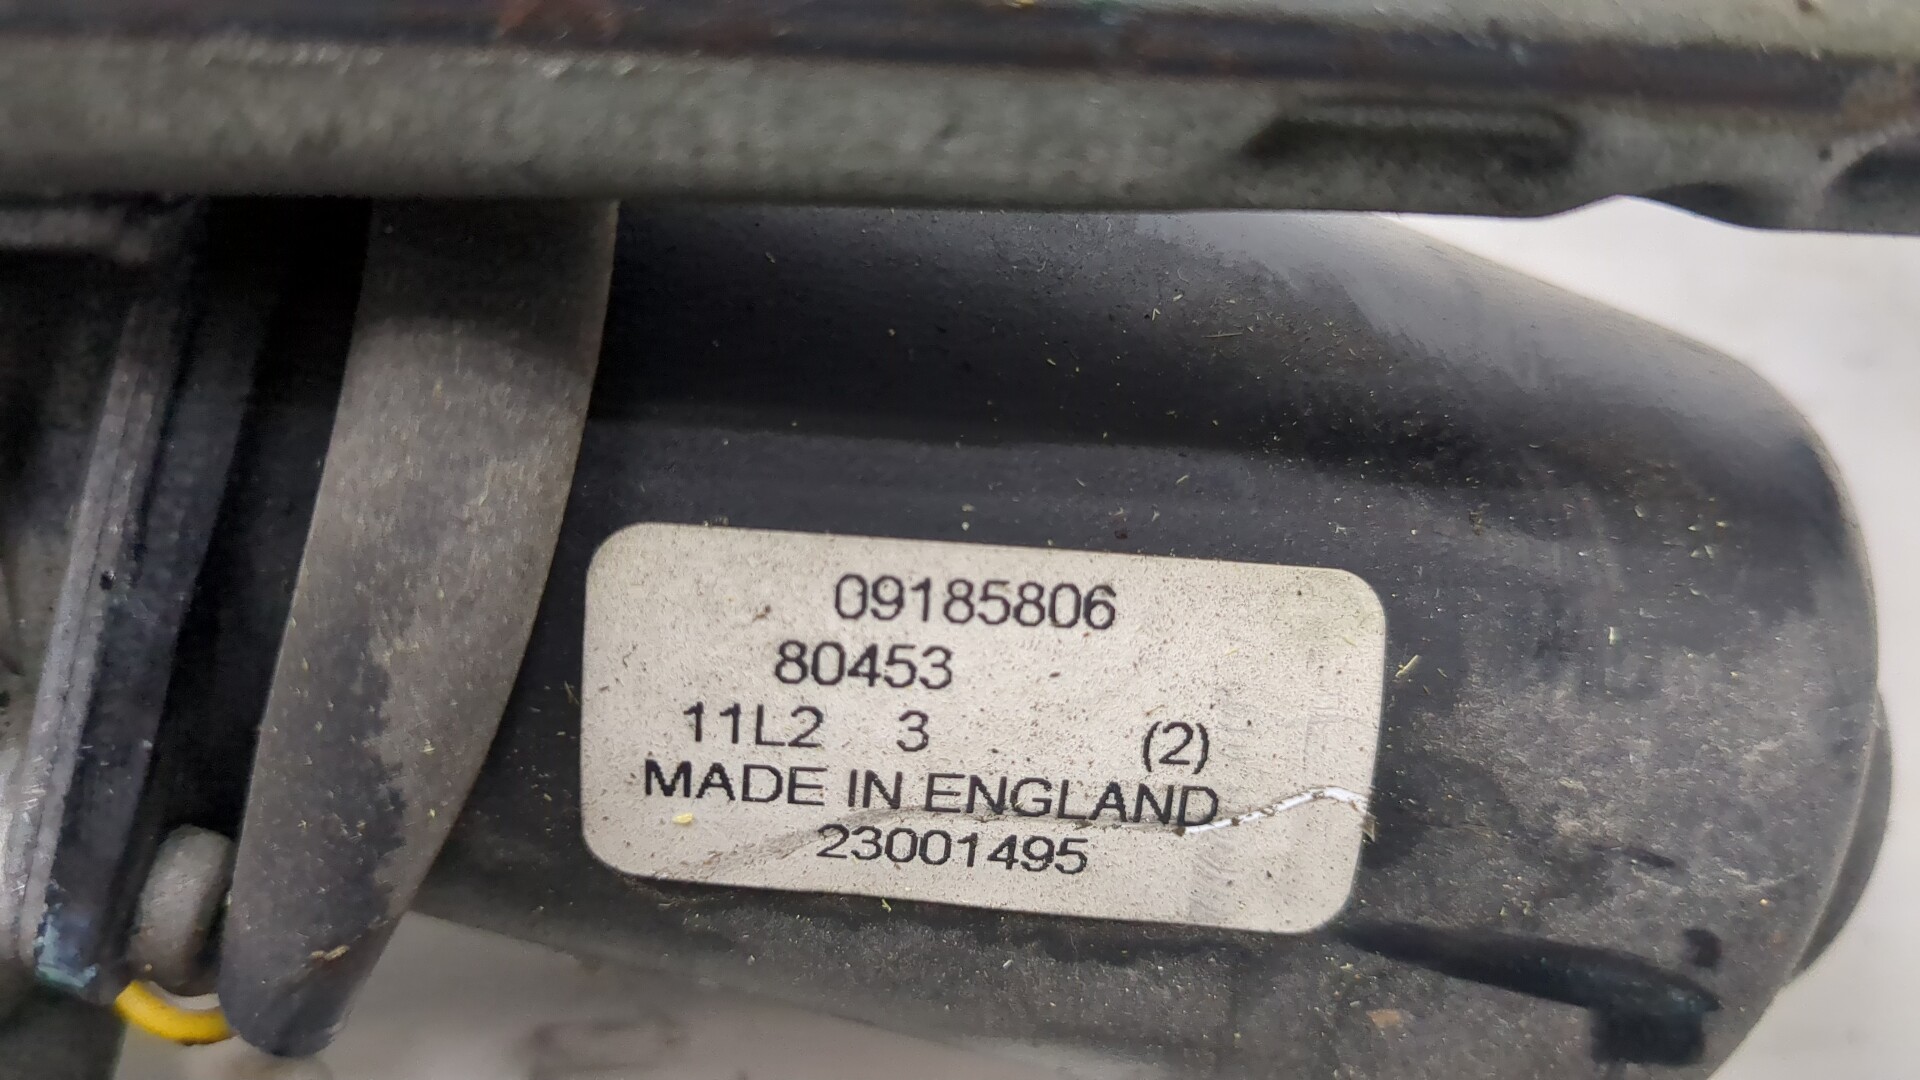 09185806
80453
11L2 3 (2)
MADE IN ENGLAND
23001495